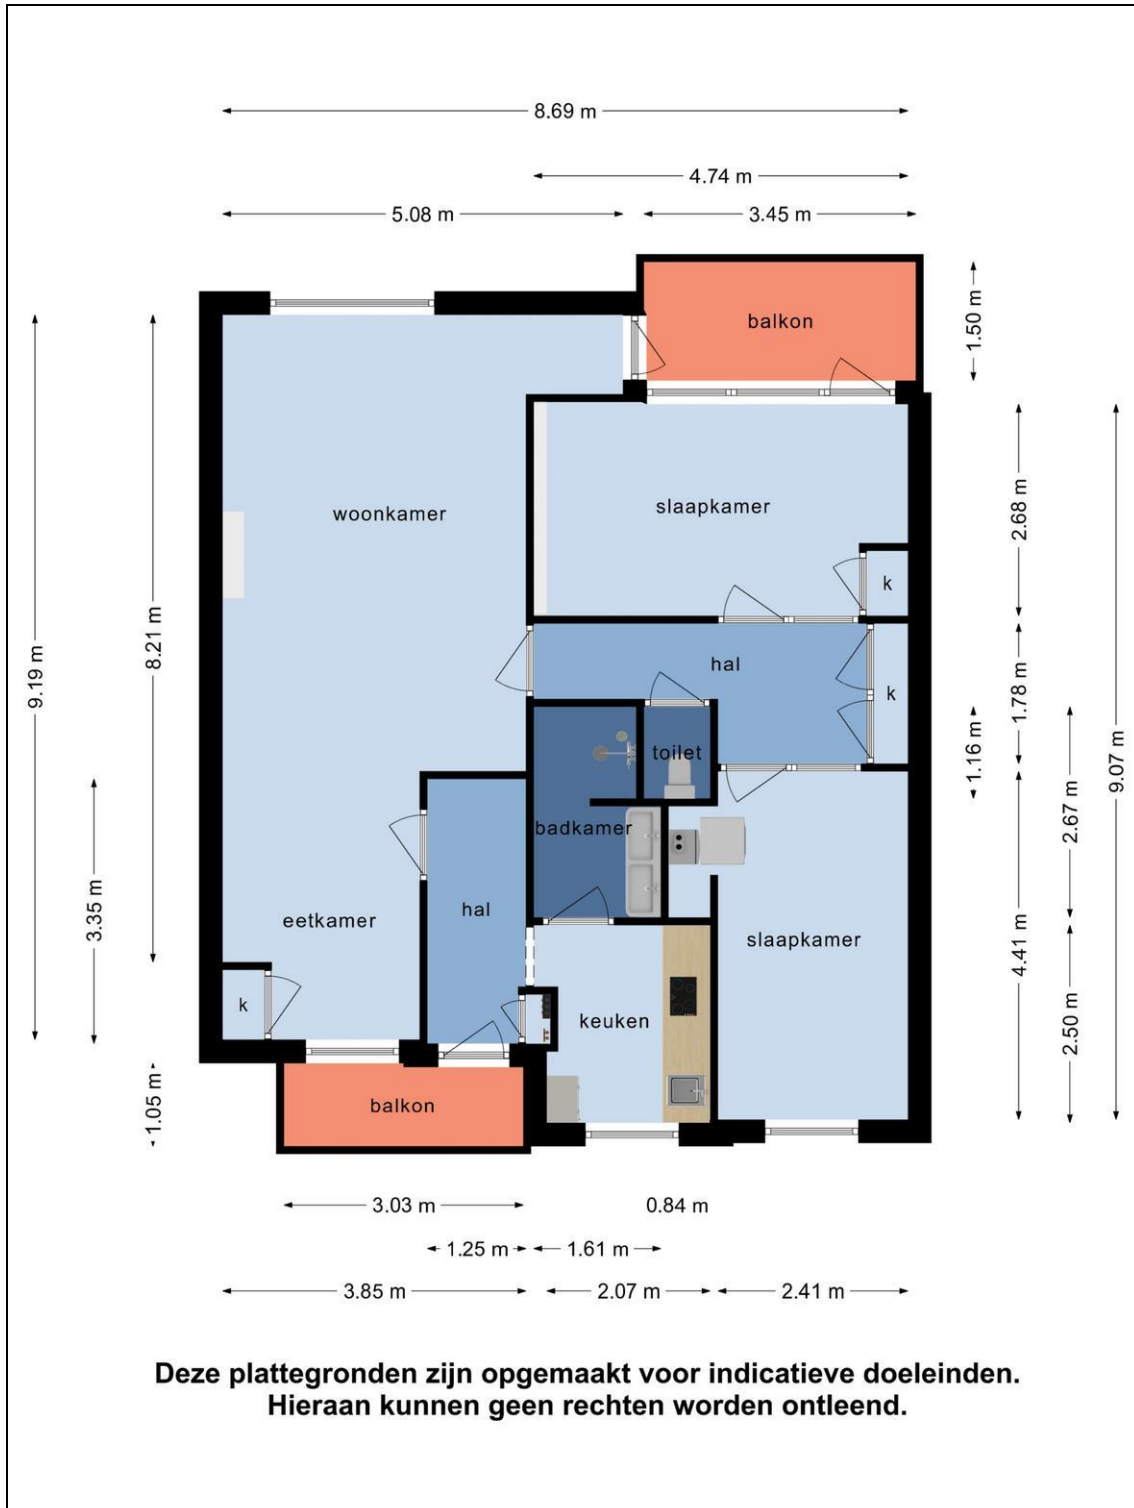 8.69 m
4.74 m
5.08 m
3.45 m
balkon
1.50 m
woonkamer
slaapkamer
2.68 m
k
8.21 m
9.19 m
hal
k
1.78 m
9.07 m
toilet
1.16 m
badkamer
2.67 m
3.35 m
hal
eetkamer
slaapkamer
4.41 m
k
keuken
2.50 m
1.05 m
balkon
3.03 m
0.84 m
1.25 m
1.61 m
3.85 m
2.07 m
2.41 m
Deze plattegronden zijn opgemaakt voor indicatieve doeleinden.
Hieraan kunnen geen rechten worden ontleend.